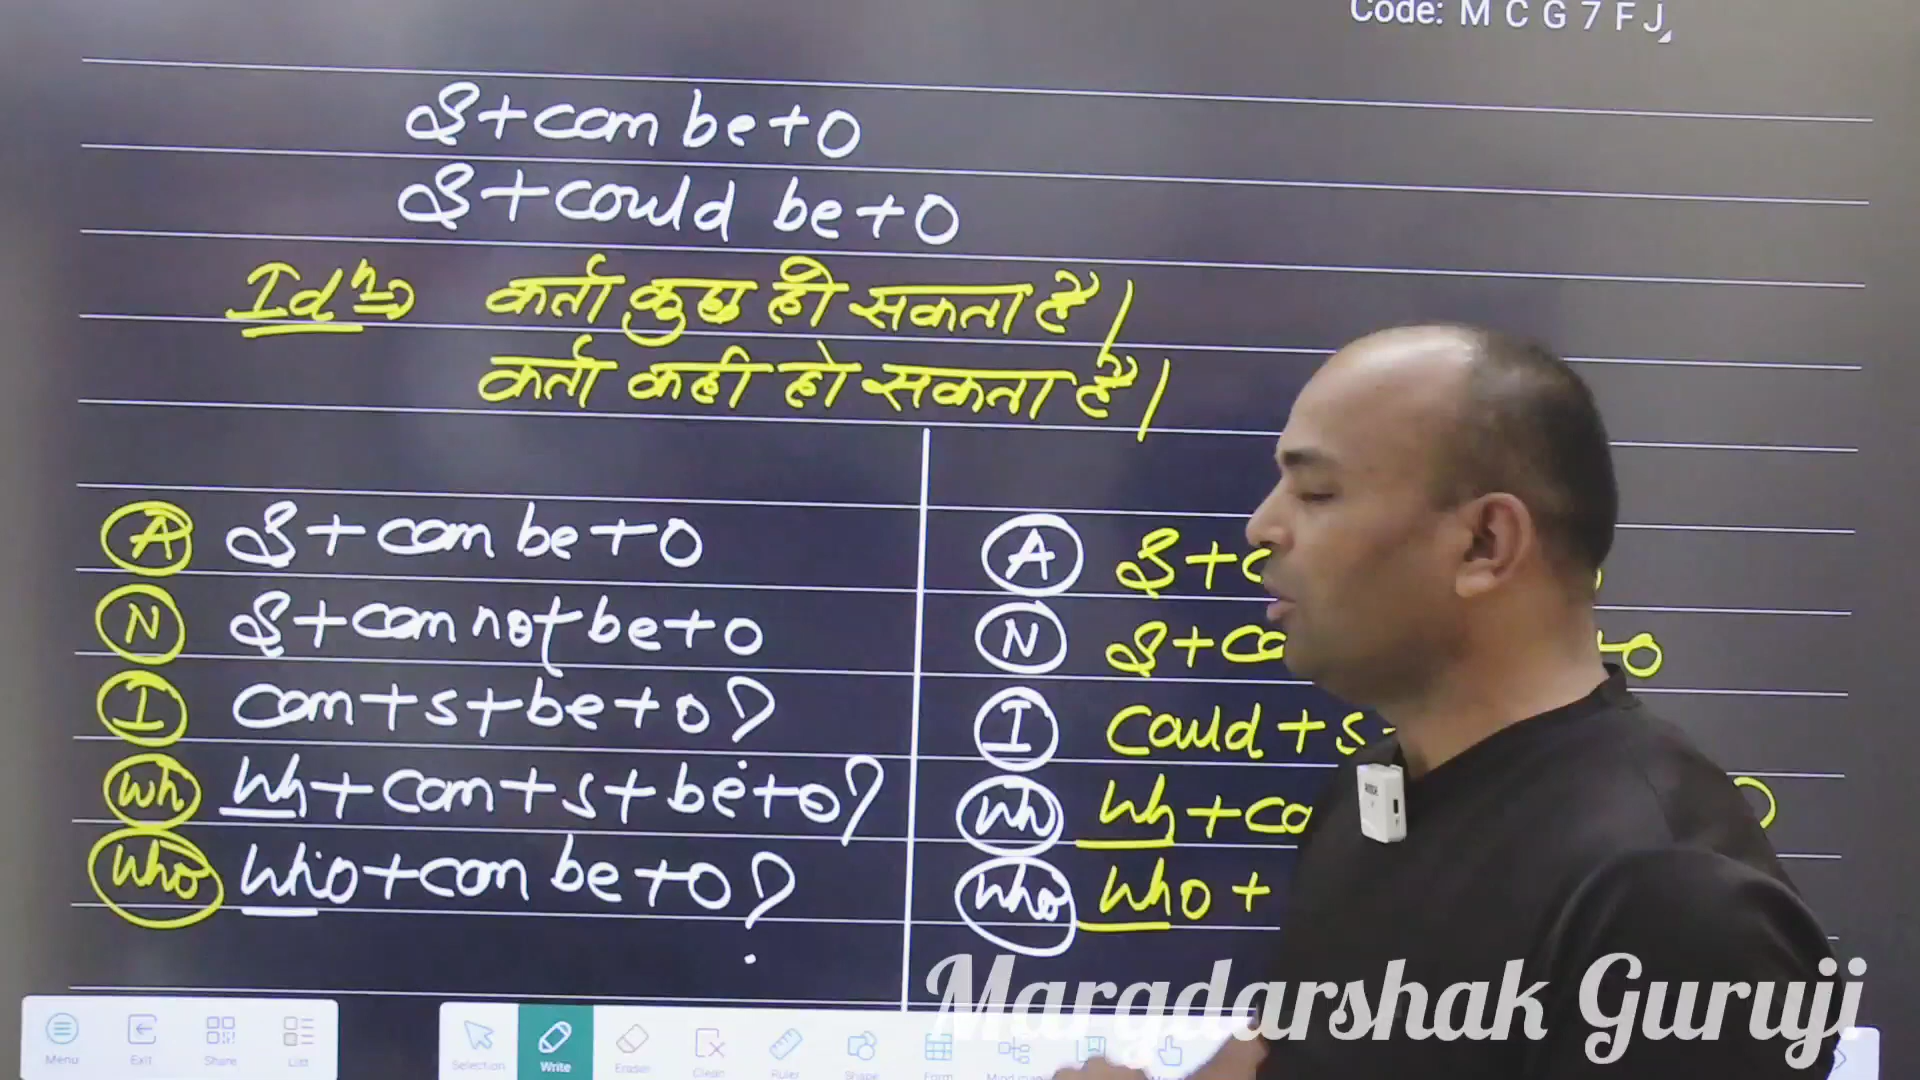 Code: M C G 7 F J
S+can be+O
S+could be+O
Idn⇒ कर्ता कुछ हो सकता है।
कर्ता कही हो सकता है।
A S+can be+O
N S+can not be+O
I can+s+be+o?
Wh Wh+can+s+be+o?
Who Who+can be+O?
A S+c
N S+co o
I Could+s
Wh Wh+co
Who Who+
Margdarshak Guruji
Menu Exit Share List Selection Write Eraser Clean Ruler Shape Form